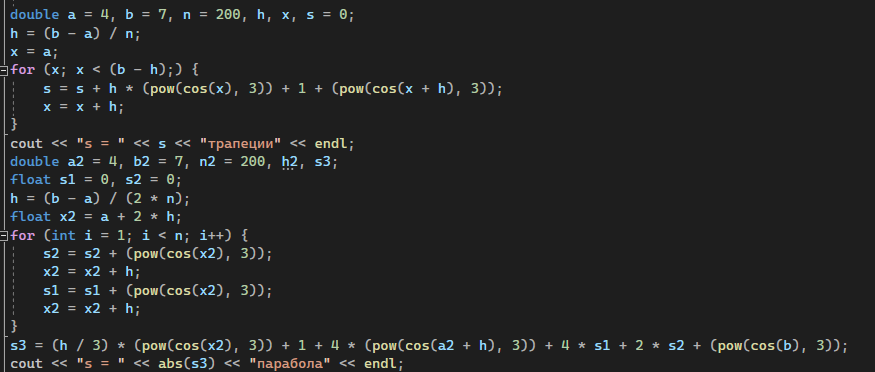 double a = 4, b = 7, n = 200, h, x, s = 0;
h = (b - a) / n;
x = a;
for (x; x < (b - h);) {
s = s + h * (pow(cos(x), 3)) + 1 + (pow(cos(x + h), 3));
x = x + h;
}
cout << "s = " << s << "трапеции" << endl;
double a2 = 4, b2 = 7, n2 = 200, h2, s3;
float s1 = 0, s2 = 0;
h = (b - a) / (2 * n);
float x2 = a + 2 * h;
for (int i = 1; i < n; i++) {
s2 = s2 + (pow(cos(x2), 3));
x2 = x2 + h;
s1 = s1 + (pow(cos(x2), 3));
x2 = x2 + h;
}
s3 = (h / 3) * (pow(cos(x2), 3)) + 1 + 4 * (pow(cos(a2 + h), 3)) + 4 * s1 + 2 * s2 + (pow(cos(b), 3));
cout << "s = " << abs(s3) << "парабола" << endl;